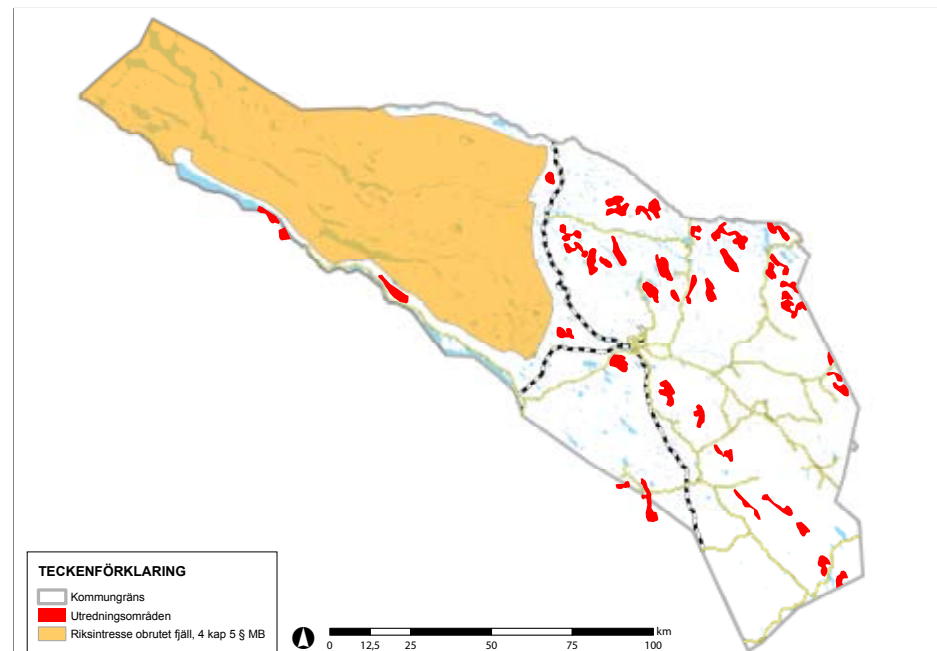 TECKENFÖRKLARING
Kommungräns
Utredningsområden
Riksintresse obrutet fjäll, 4 kap 5 § MB
km
0 12,5 25 50 75 100